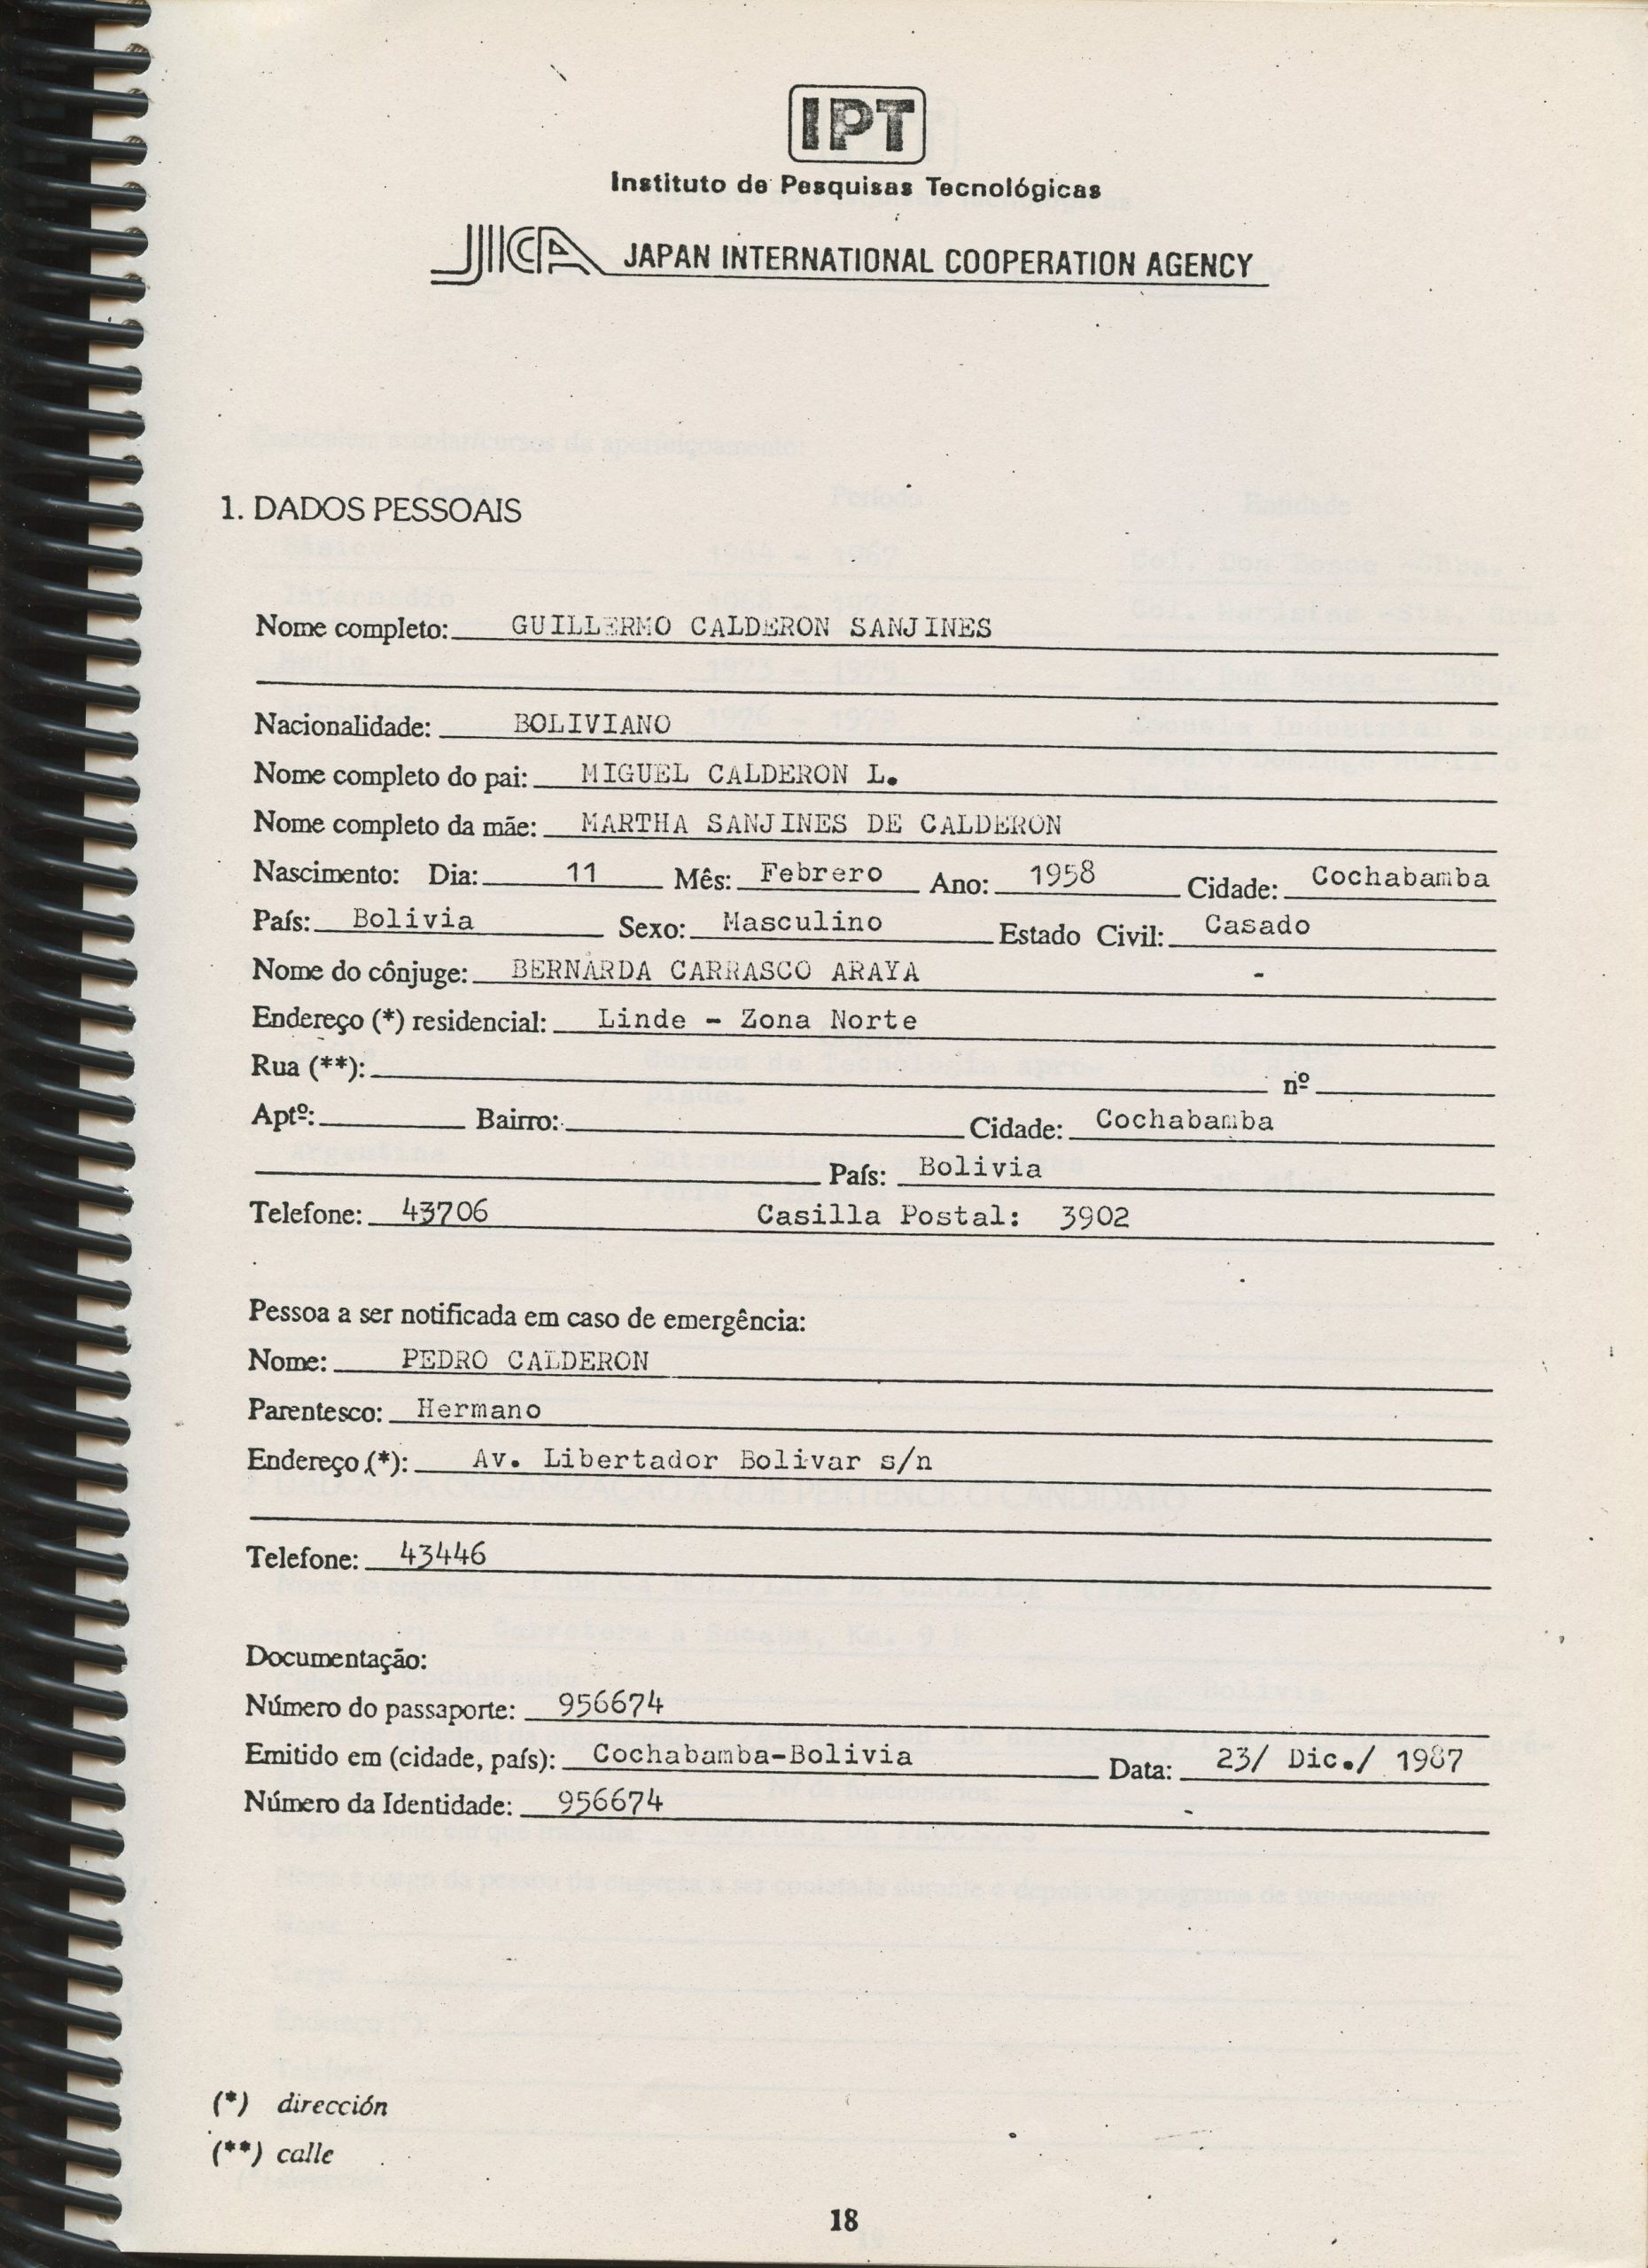 IPT
Instituto de Pesquisas Tecnológicas
JICA JAPAN INTERNATIONAL COOPERATION AGENCY
1. DADOS PESSOAIS
Nome completo: GUILLERMO CALDERON SANJINES
Nacionalidade: BOLIVIANO
Nome completo do pai: MIGUEL CALDERON L.
Nome completo da mãe: MARTHA SANJINES DE CALDERON
Nascimento: Dia: 11 Mês: Febrero Ano: 1958 Cidade: Cochabamba
País: Bolivia Sexo: Masculino Estado Civil: Casado
Nome do cônjuge: BERNARDA CARRASCO ARAYA -
Endereço (*) residencial: Linde - Zona Norte
Rua (**): nº
Aptº: Bairro: Cidade: Cochabamba
País: Bolivia
Telefone: 43706 Casilla Postal: 3902
Pessoa a ser notificada em caso de emergência:
Nome: PEDRO CALDERON
Parentesco: Hermano
Endereço (*): Av. Libertador Bolivar s/n
Telefone: 43446
Documentação:
Número do passaporte: 956674
Emitido em (cidade, país): Cochabamba-Bolivia Data: 23/ Dic./ 1987
Número da Identidade: 956674
(*) dirección
(**) calle
18